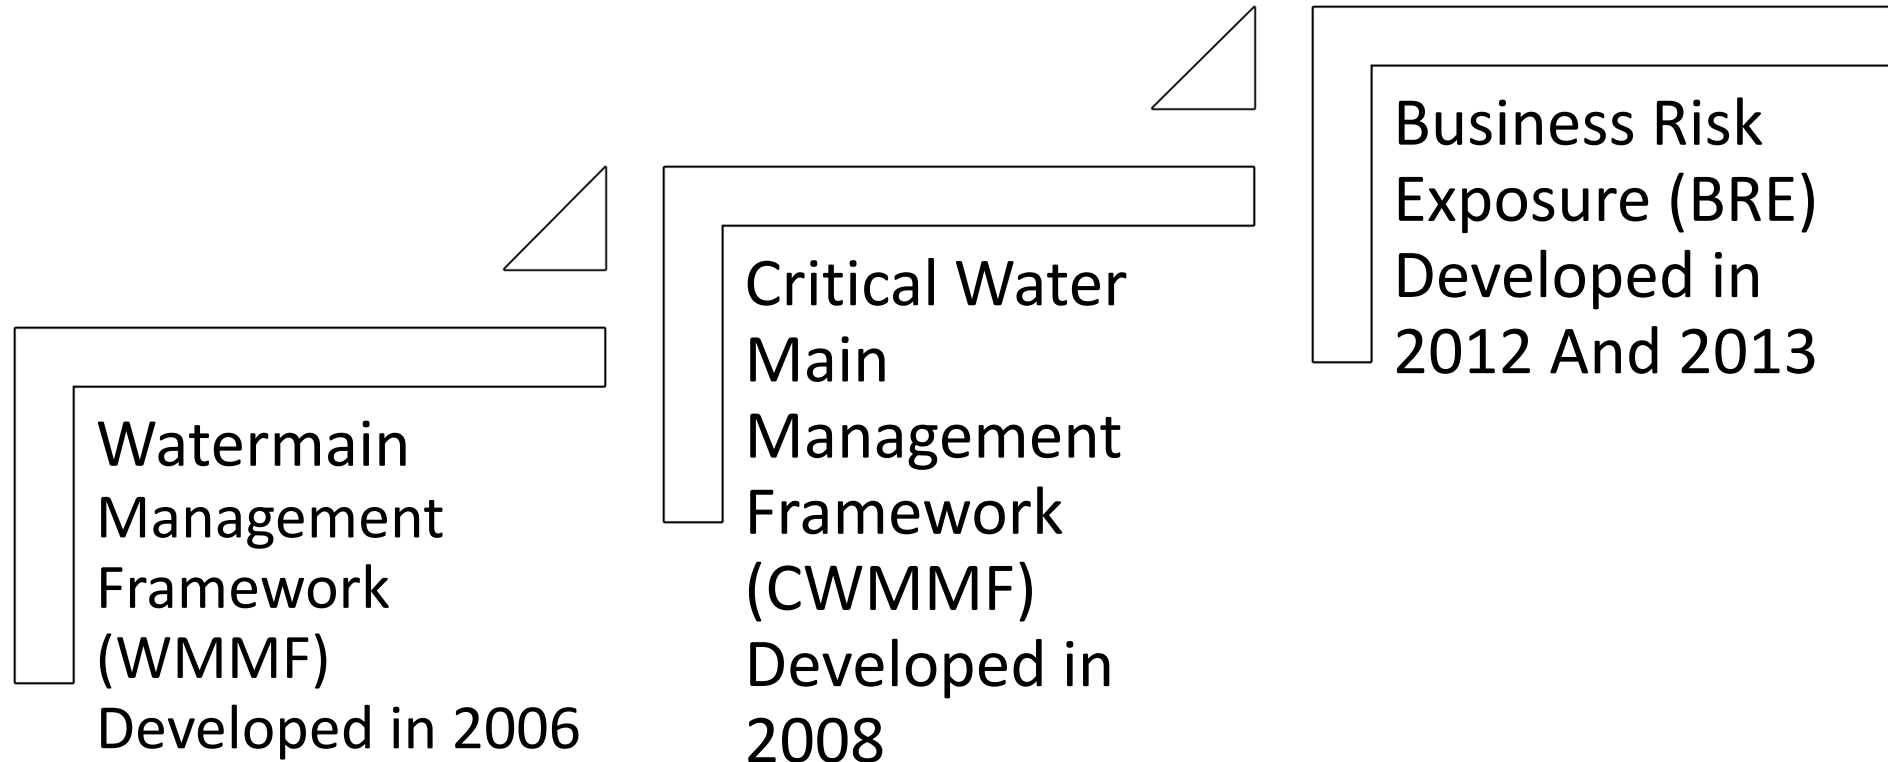 Watermain
Management
Framework
(WMMF)
Developed in 2006
Critical Water
Main
Management
Framework
(CWMMF)
Developed in
2008
Business Risk
Exposure (BRE)
Developed in
2012 And 2013